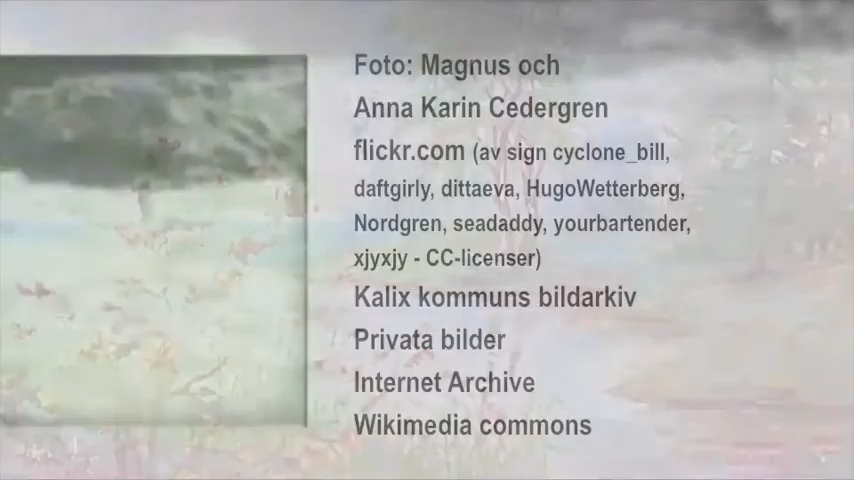 Foto: Magnus och
Anna Karin Cedergren
flickr.com (av sign cyclone_bill,
daftgirly, dittaeva, HugoWetterberg,
Nordgren, seadaddy, yourbartender,
xjyxjy - CC-licenser)
Kalix kommuns bildarkiv
Privata bilder
Internet Archive
Wikimedia commons